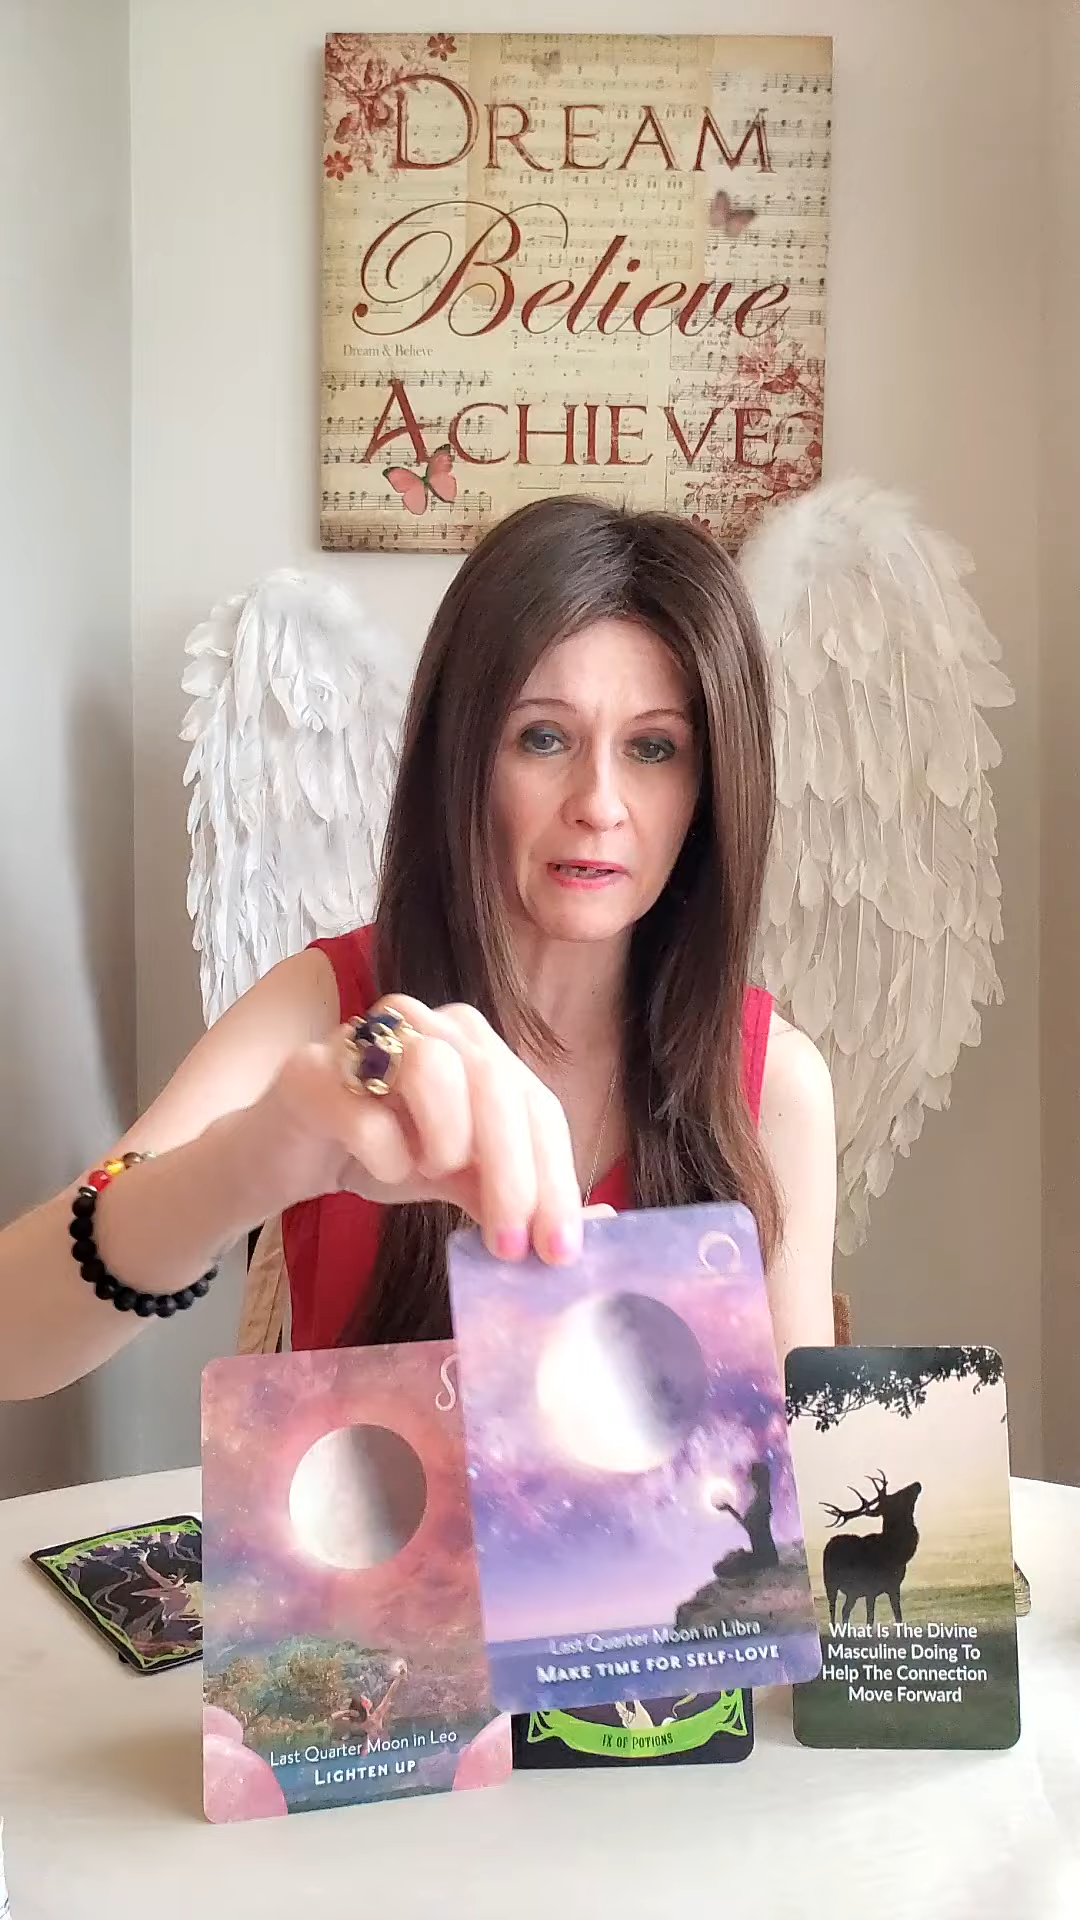 DREAM
Believe
Dream & Believe
ACHIEVE
Last Quarter Moon in Libra
MAKE TIME FOR SELF-LOVE
What Is The Divine
Masculine Doing To
Help The Connection
Move Forward
Last Quarter Moon in Leo
LIGHTEN UP
IX OF POTIONS